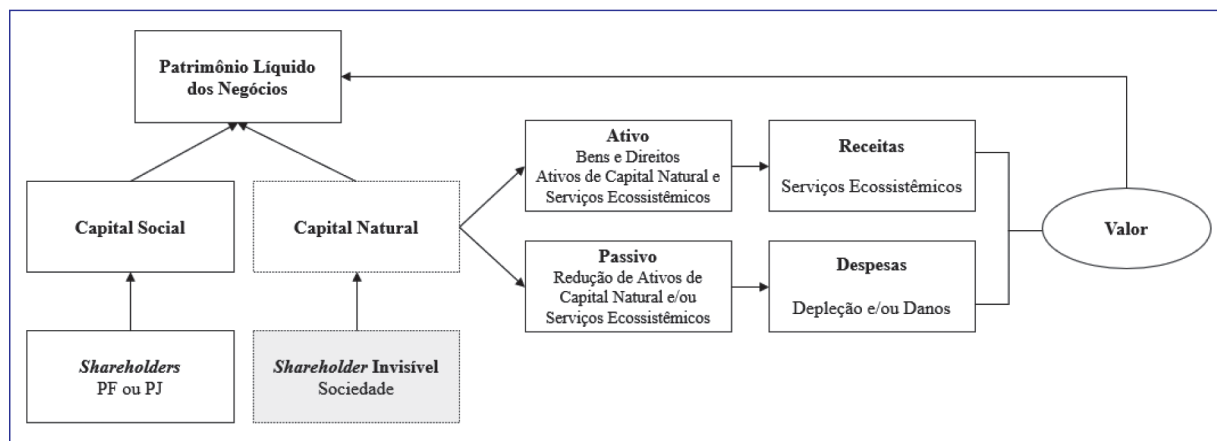 Patrimônio Líquido
dos Negócios
Capital Social
Capital Natural
Shareholders
PF ou PJ
Shareholder Invisível
Sociedade
Ativo
Bens e Direitos
Ativos de Capital Natural e
Serviços Ecossistêmicos
Passivo
Redução de Ativos de
Capital Natural e/ou
Serviços Ecossistêmicos
Receitas
Serviços Ecossistêmicos
Despesas
Depleção e/ou Danos
Valor